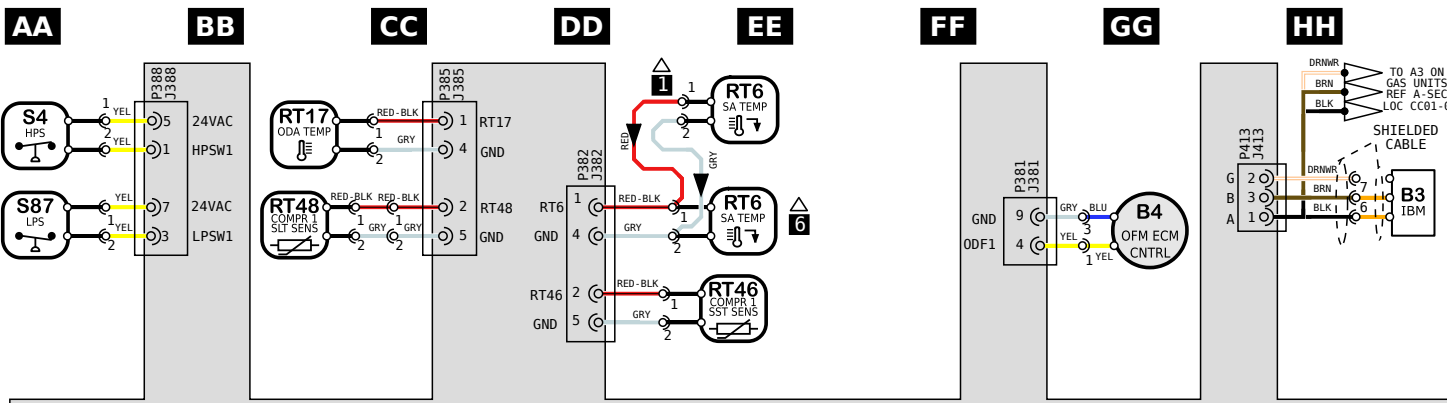 AA BB CC DD EE FF GG HH
P388
J388
S4
HPS
1
YEL
2
YEL
5 24VAC
1 HPSW1
S87
LPS
YEL
1
YEL
2
7 24VAC
3 LPSW1
P385
J385
RT17
ODA TEMP
RED-BLK
1
GRY
2
1 RT17
4 GND
RT48
COMPR 1
SLT SENS
RED-BLK RED-BLK
1 1
GRY GRY
2 2
2 RT48
5 GND
P382
J382
RT6 1
GND 4
RT46 2
GND 5
RED-BLK
1
GRY
2
RED-BLK
1
GRY
2
1
RED
GRY
1
2
RT6
SA TEMP
RT6
SA TEMP
6
RT46
COMPR 1
SST SENS
P381
J381
GND 9
ODF1 4
GRY BLU
3
YEL
1 YEL
B4
OFM ECM
CNTRL
P413
J413
G 2
B 3
A 1
DRNWR
BRN
BLK
TO A3 ON
GAS UNITS
REF A-SEC
LOC CC01-0
SHIELDED
CABLE
DRNWR
7
BRN
6
BLK
B3
IBM